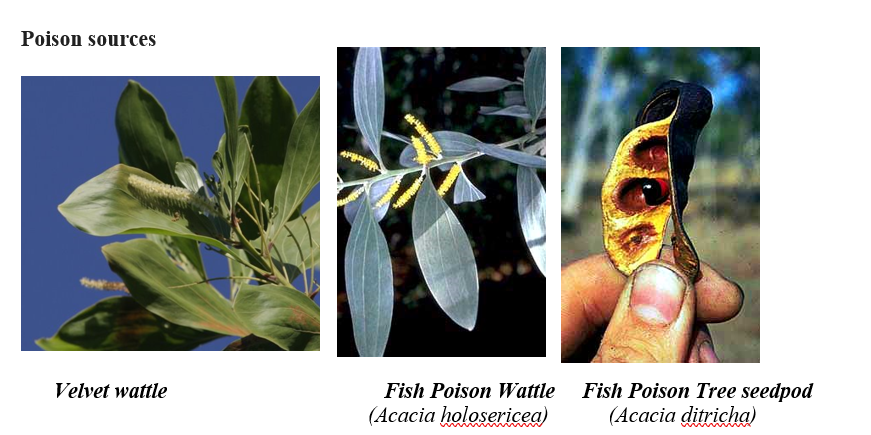 Poison sources
Velvet wattle
Fish Poison Wattle
(Acacia holosericea)
Fish Poison Tree seedpod
(Acacia ditricha)